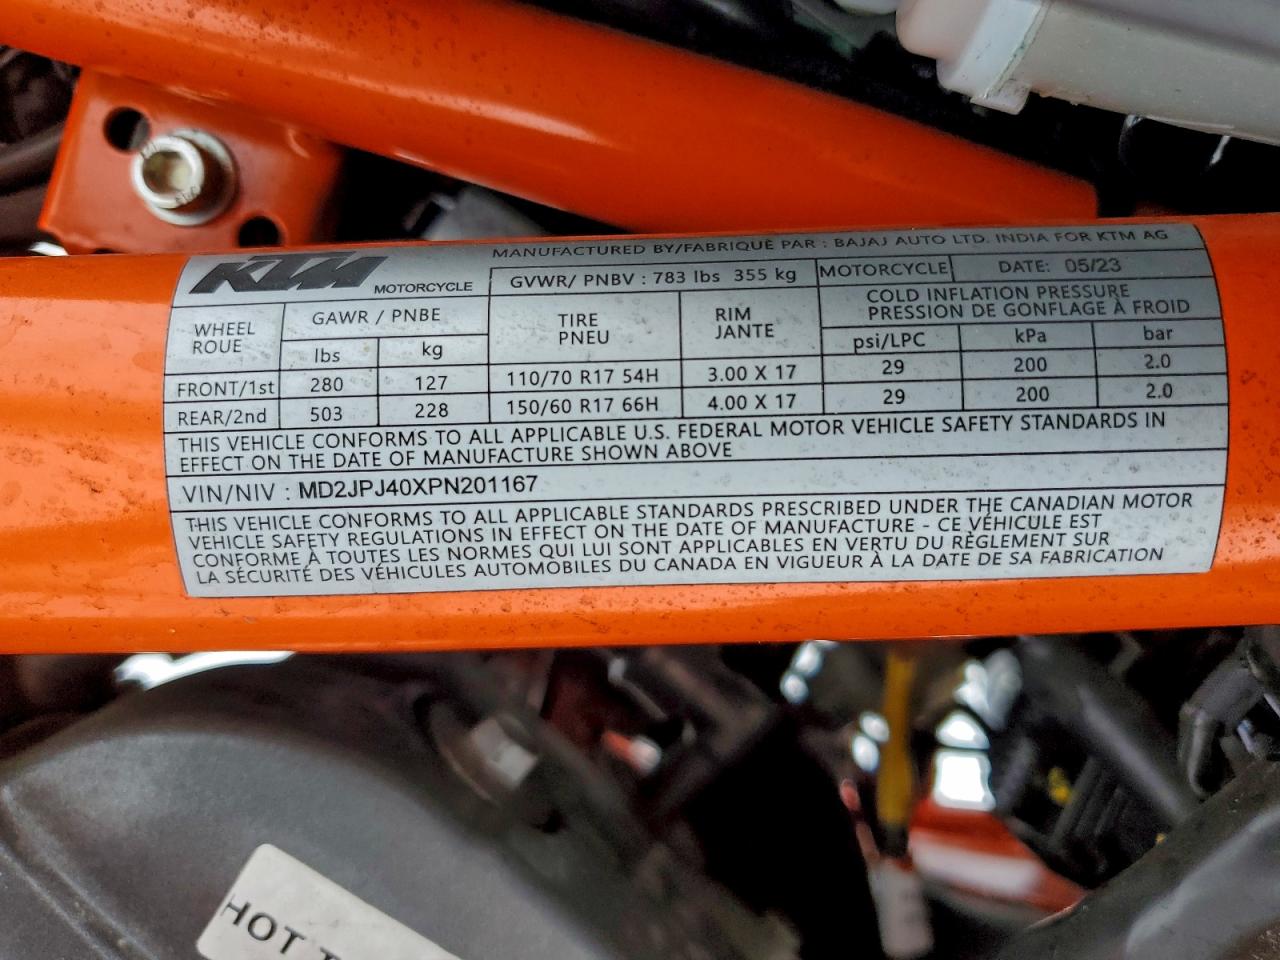 MANUFACTURED BY/FABRIQUÉ PAR : BAJAJ AUTO LTD. INDIA FOR KTM AG
KTM MOTORCYCLE
GVWR/ PNBV : 783 lbs 355 kg MOTORCYCLE DATE: 05/23
WHEEL ROUE GAWR / PNBE TIRE PNEU RIM JANTE COLD INFLATION PRESSURE
PRESSION DE GONFLAGE À FROID
lbs kg psi/LPC kPa bar
FRONT/1st 280 127 110/70 R17 54H 3.00 X 17 29 200 2.0
REAR/2nd 503 228 150/60 R17 66H 4.00 X 17 29 200 2.0
THIS VEHICLE CONFORMS TO ALL APPLICABLE U.S. FEDERAL MOTOR VEHICLE SAFETY STANDARDS IN
EFFECT ON THE DATE OF MANUFACTURE SHOWN ABOVE
VIN/NIV : MD2JPJ40XPN201167
THIS VEHICLE CONFORMS TO ALL APPLICABLE STANDARDS PRESCRIBED UNDER THE CANADIAN MOTOR
VEHICLE SAFETY REGULATIONS IN EFFECT ON THE DATE OF MANUFACTURE - CE VÉHICULE EST
CONFORME À TOUTES LES NORMES QUI LUI SONT APPLICABLES EN VERTU DU RÈGLEMENT SUR
LA SÉCURITÉ DES VÉHICULES AUTOMOBILES DU CANADA EN VIGUEUR À LA DATE DE SA FABRICATION
HOT